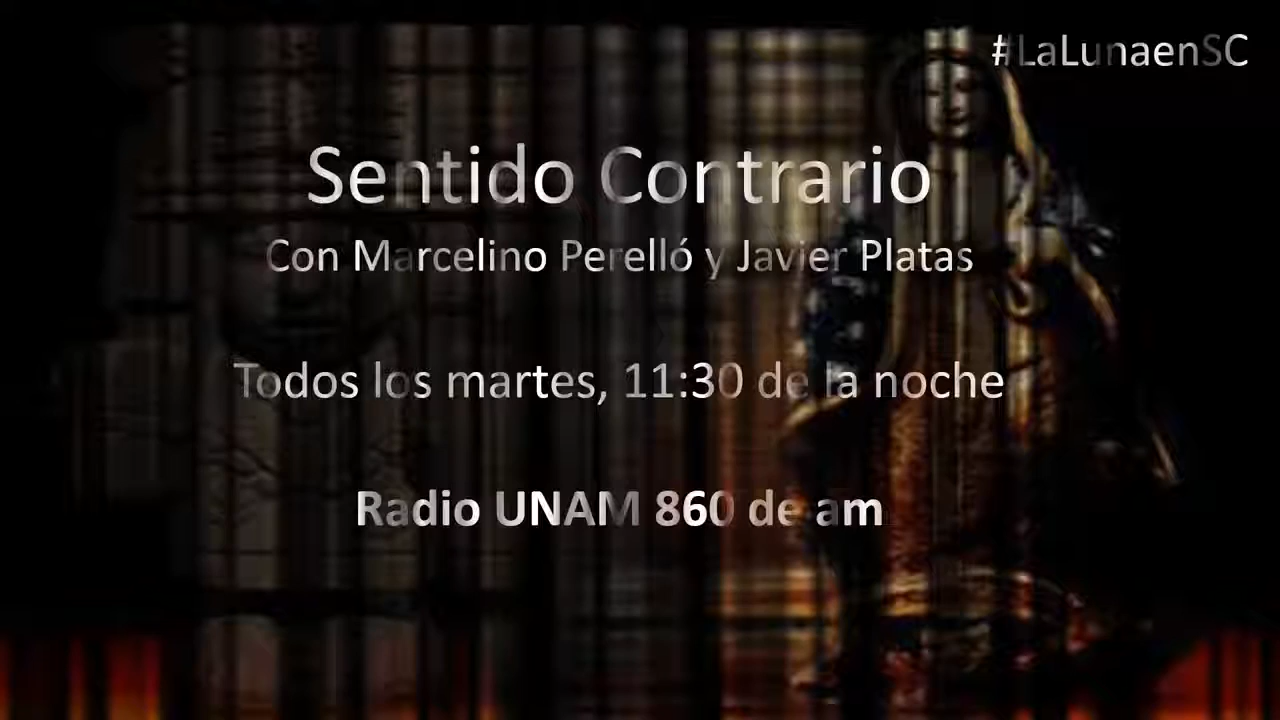 #LaLunaenSC
Sentido Contrario
Con Marcelino Perelló y Javier Platas
Todos los martes, 11:30 de la noche
Radio UNAM 860 de am